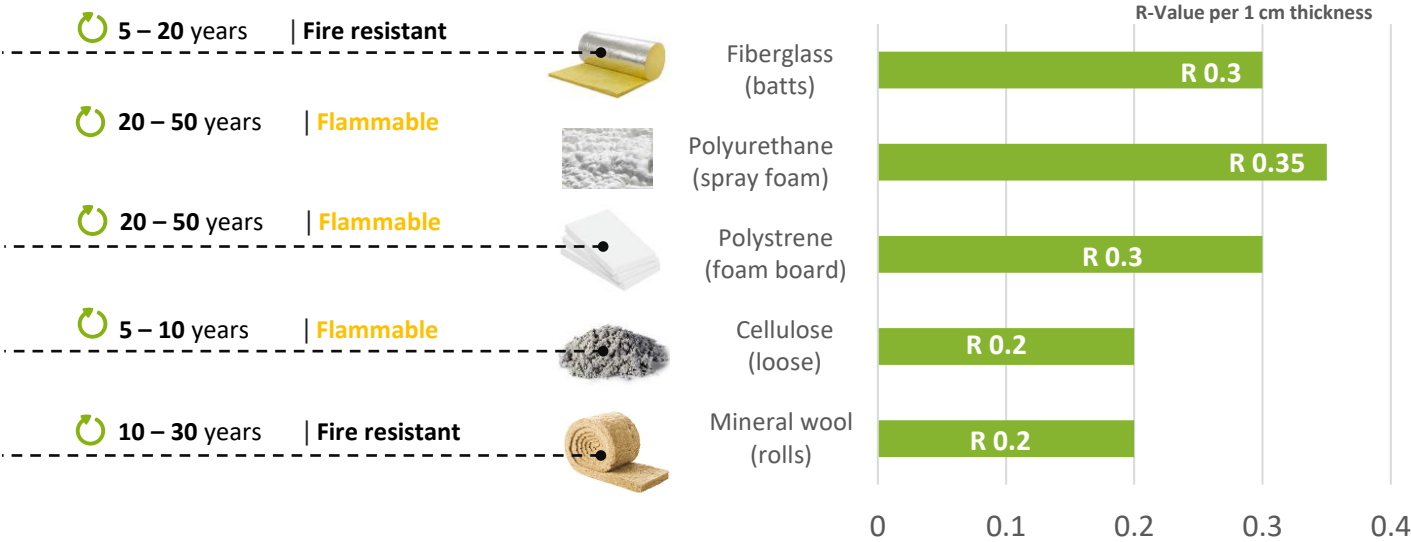 R-Value per 1 cm thickness
5 – 20 years | Fire resistant
Fiberglass
(batts)
R 0.3
20 – 50 years | Flammable
Polyurethane
(spray foam)
R 0.35
20 – 50 years | Flammable
Polystrene
(foam board)
R 0.3
5 – 10 years | Flammable
Cellulose
(loose)
R 0.2
10 – 30 years | Fire resistant
Mineral wool
(rolls)
R 0.2
0 0.1 0.2 0.3 0.4